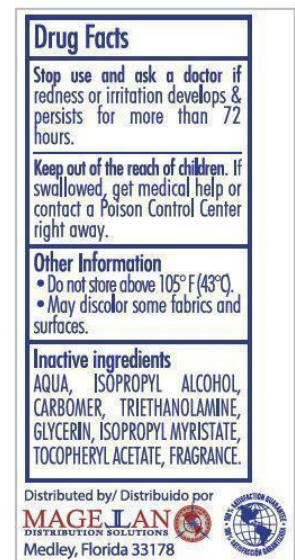 Drug Facts
Stop use and ask a doctor if
redness or irritation develops &
persists for more than 72
hours.
Keep out of the reach of children. If
swallowed, get medical help or
contact a Poison Control Center
right away.
Other Information
• Do not store above 105° F (43°C).
• May discolor some fabrics and
surfaces.
Inactive ingredients
AQUA, ISOPROPYL ALCOHOL,
CARBOMER, TRIETHANOLAMINE,
GLYCERIN, ISOPROPYL MYRISTATE,
TOCOPHERYL ACETATE, FRAGRANCE.
Distributed by/ Distribuido por
MAGELLAN
DISTRIBUTION SOLUTIONS
Medley, Florida 33178
100% SATISFACTION GUARANTEE